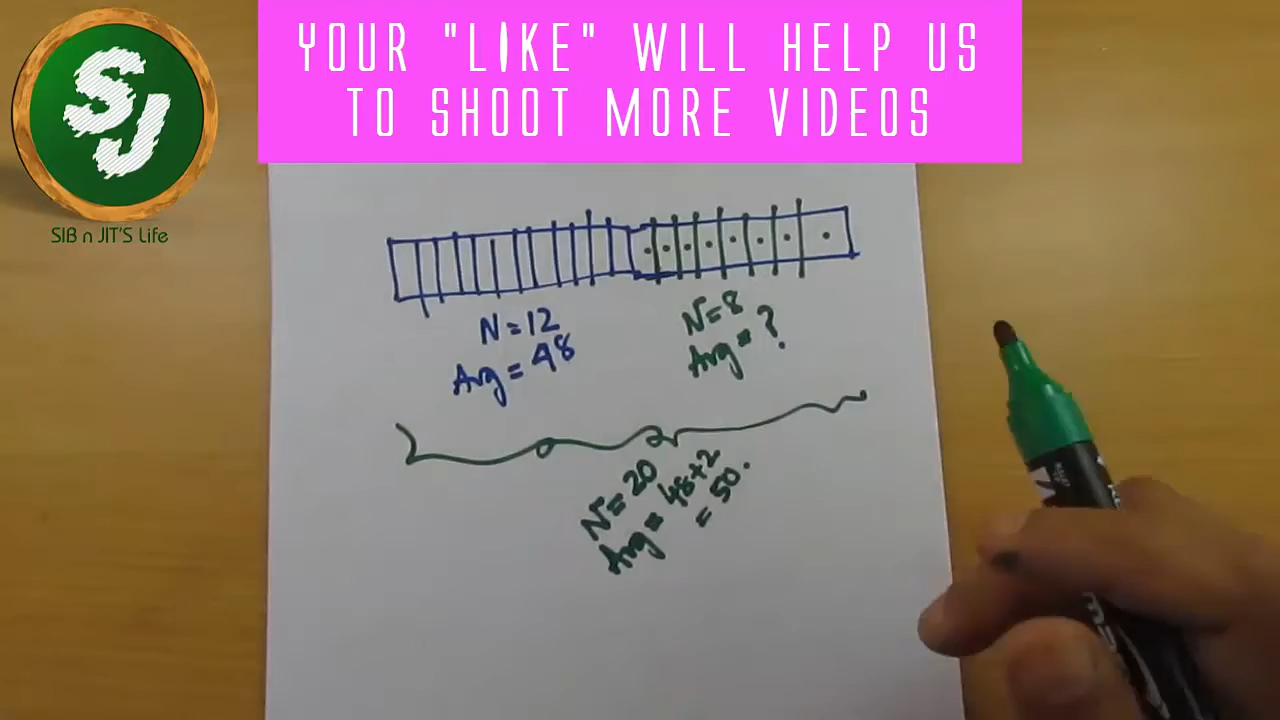 YOUR "LIKE" WILL HELP US
TO SHOOT MORE VIDEOS
SJ
SIB n JIT'S Life
N = 12
Avg = 48
N = 8
Avg = ?
N = 20
Avg = 48+2
= 50.